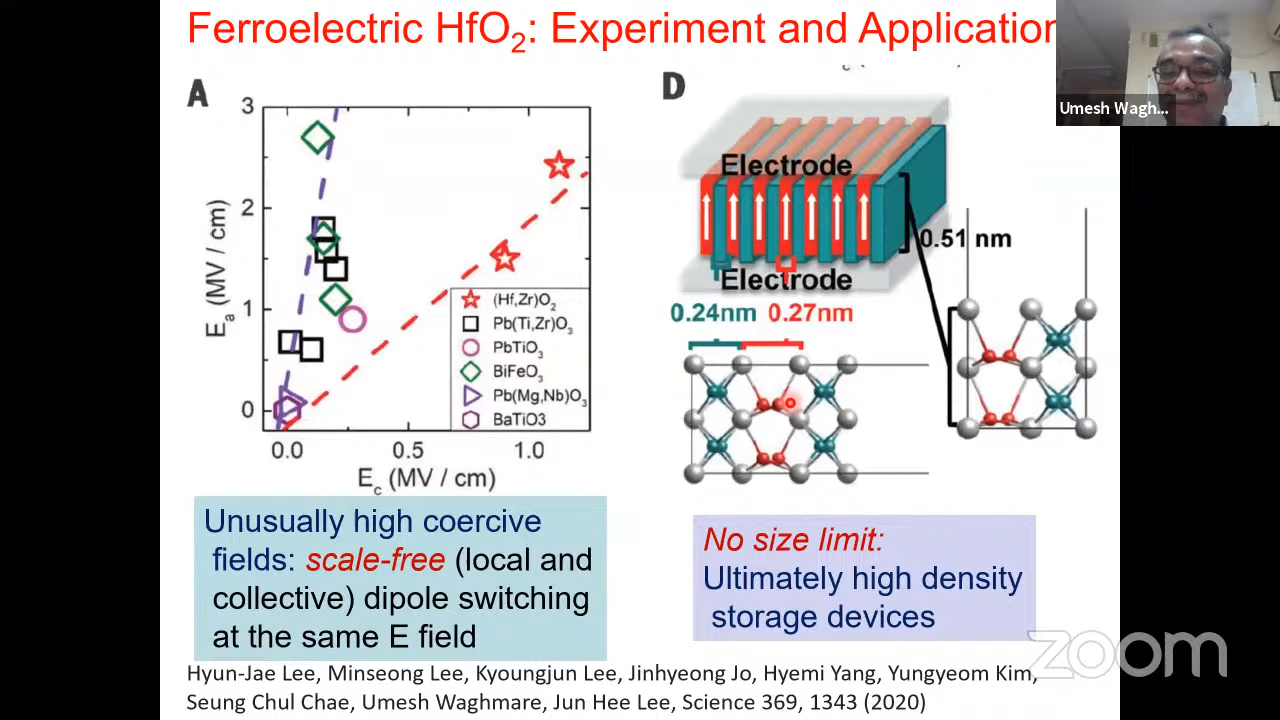 Ferroelectric HfO2: Experiment and Application
Umesh Wagh...
A
3
2
1
0
Ea (MV / cm)
0.0
0.5
1.0
Ec (MV / cm)
(Hf,Zr)O2
Pb(Ti,Zr)O3
PbTiO3
BiFeO3
Pb(Mg,Nb)O3
BaTiO3
D
Electrode
Electrode
0.51 nm
0.24nm 0.27nm
Unusually high coercive
fields: scale-free (local and
collective) dipole switching
at the same E field
No size limit:
Ultimately high density
storage devices
zoom
Hyun-Jae Lee, Minseong Lee, Kyoungjun Lee, Jinhyeong Jo, Hyemi Yang, Yungyeom Kim,
Seung Chul Chae, Umesh Waghmare, Jun Hee Lee, Science 369, 1343 (2020)